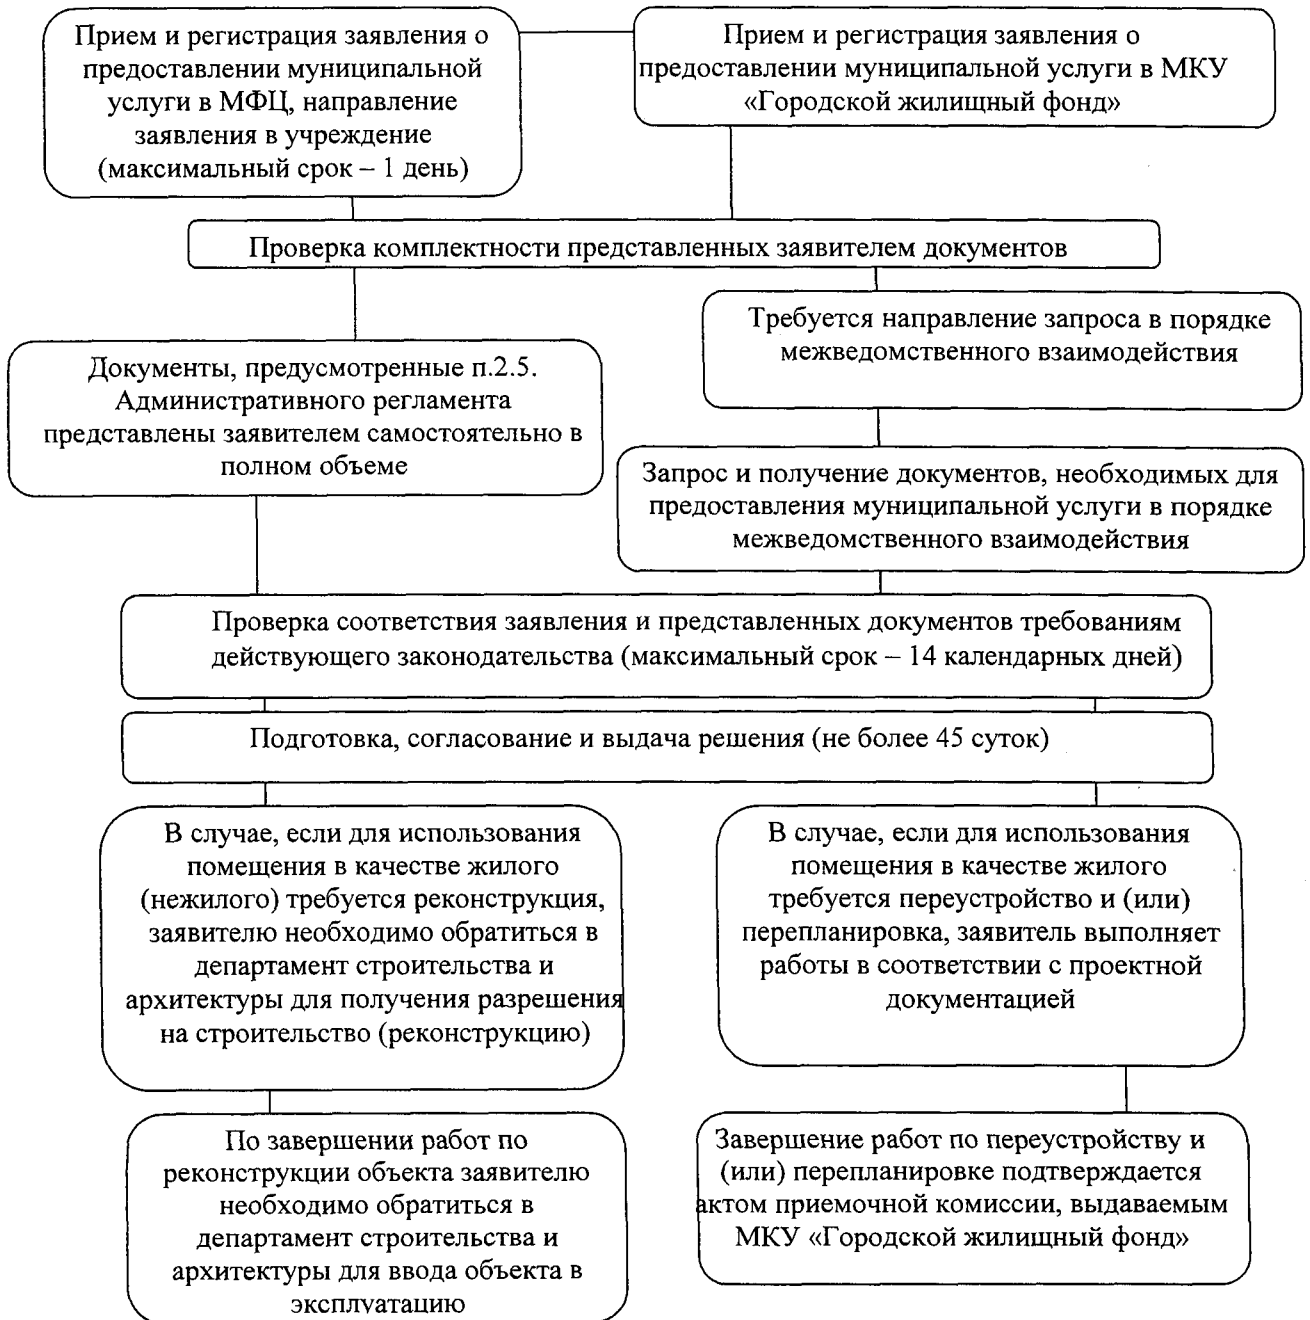 Прием и регистрация заявления о
предоставлении муниципальной
услуги в МФЦ, направление
заявления в учреждение
(максимальный срок – 1 день)
Прием и регистрация заявления о
предоставлении муниципальной услуги в МКУ
«Городской жилищный фонд»
Проверка комплектности представленных заявителем документов
Требуется направление запроса в порядке
межведомственного взаимодействия
Документы, предусмотренные п.2.5.
Административного регламента
представлены заявителем самостоятельно в
полном объеме
Запрос и получение документов, необходимых для
предоставления муниципальной услуги в порядке
межведомственного взаимодействия
Проверка соответствия заявления и представленных документов требованиям
действующего законодательства (максимальный срок – 14 календарных дней)
Подготовка, согласование и выдача решения (не более 45 суток)
В случае, если для использования
помещения в качестве жилого
(нежилого) требуется реконструкция,
заявителю необходимо обратиться в
департамент строительства и
архитектуры для получения разрешения
на строительство (реконструкцию)
В случае, если для использования
помещения в качестве жилого
требуется переустройство и (или)
перепланировка, заявитель выполняет
работы в соответствии с проектной
документацией
По завершении работ по
реконструкции объекта заявителю
необходимо обратиться в
департамент строительства и
архитектуры для ввода объекта в
эксплуатацию
Завершение работ по переустройству и
(или) перепланировке подтверждается
актом приемочной комиссии, выдаваемым
МКУ «Городской жилищный фонд»